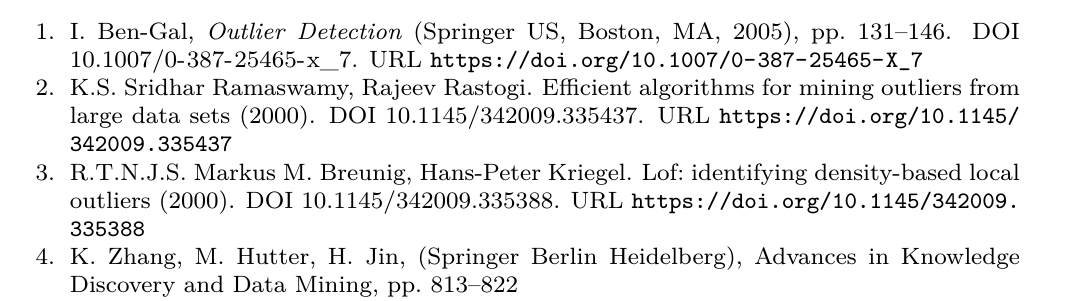 1. I. Ben-Gal, Outlier Detection (Springer US, Boston, MA, 2005), pp. 131–146. DOI
10.1007/0-387-25465-x_7. URL https://doi.org/10.1007/0-387-25465-X_7
2. K.S. Sridhar Ramaswamy, Rajeev Rastogi. Efficient algorithms for mining outliers from
large data sets (2000). DOI 10.1145/342009.335437. URL https://doi.org/10.1145/
342009.335437
3. R.T.N.J.S. Markus M. Breunig, Hans-Peter Kriegel. Lof: identifying density-based local
outliers (2000). DOI 10.1145/342009.335388. URL https://doi.org/10.1145/342009.
335388
4. K. Zhang, M. Hutter, H. Jin, (Springer Berlin Heidelberg), Advances in Knowledge
Discovery and Data Mining, pp. 813–822